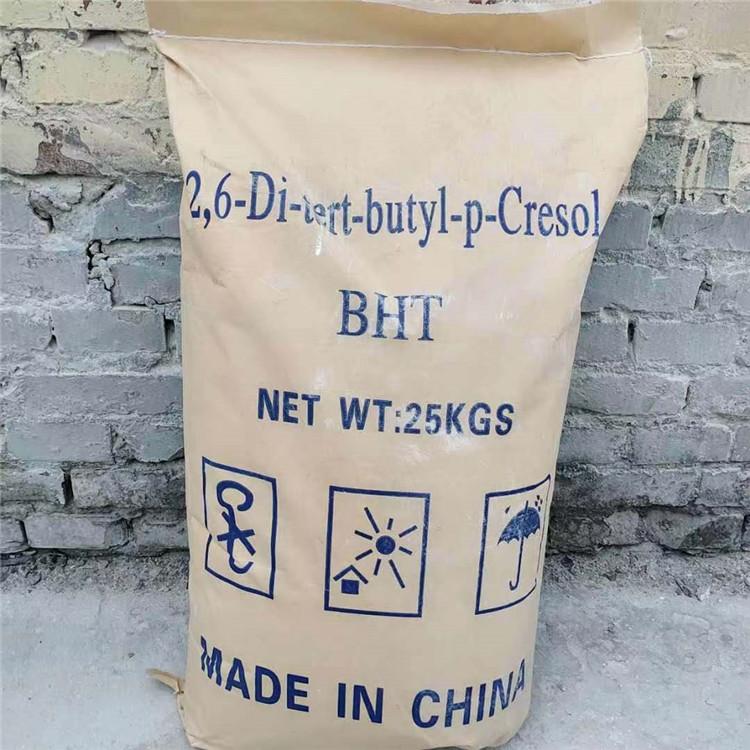 2,6-Di-tert-butyl-p-Cresol
BHT
NET WT:25KGS
MADE IN CHINA